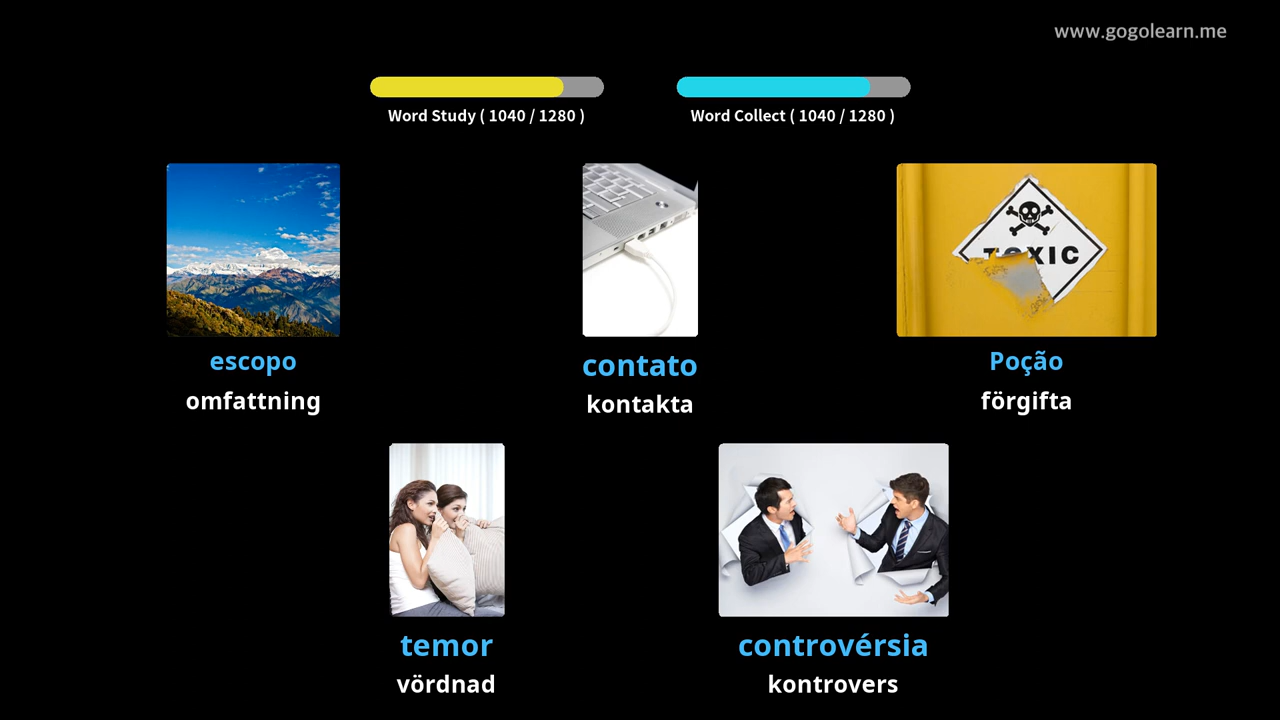 www.gogolearn.me
Word Study ( 1040 / 1280 )
Word Collect ( 1040 / 1280 )
TOXIC
escopo
omfattning
contato
kontakta
Poção
förgifta
temor
vördnad
controvérsia
kontrovers